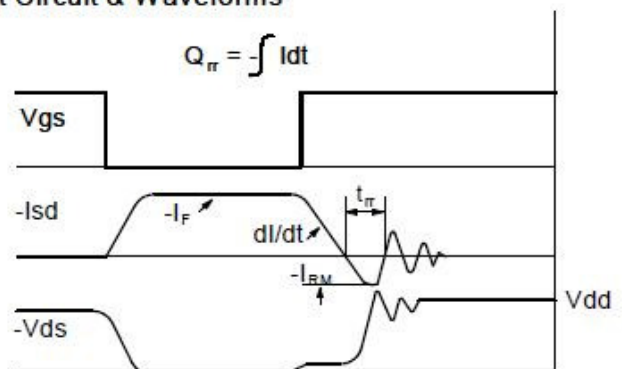 t Circuit & Waveforms
Qrr = -∫ Idt
Vgs
-Isd
-IF
dI/dt
trr
-IRM
Vdd
-Vds